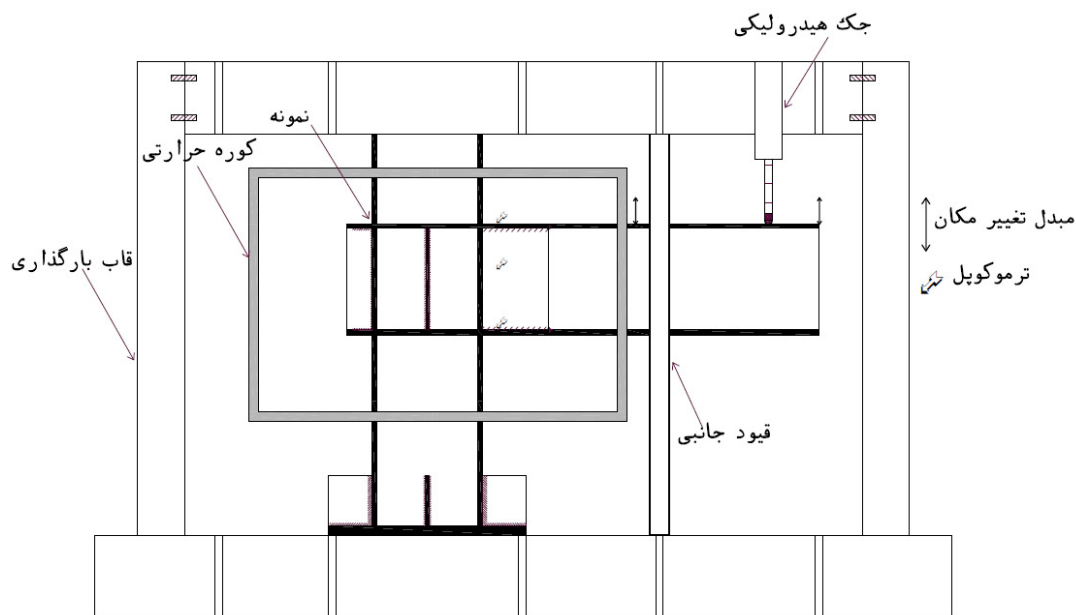 جک هیدرولیکی
نمونه
کوره حرارتی
مبدل تغییر مکان
قاب بارگذاری
ترموکوپل
قیود جانبی